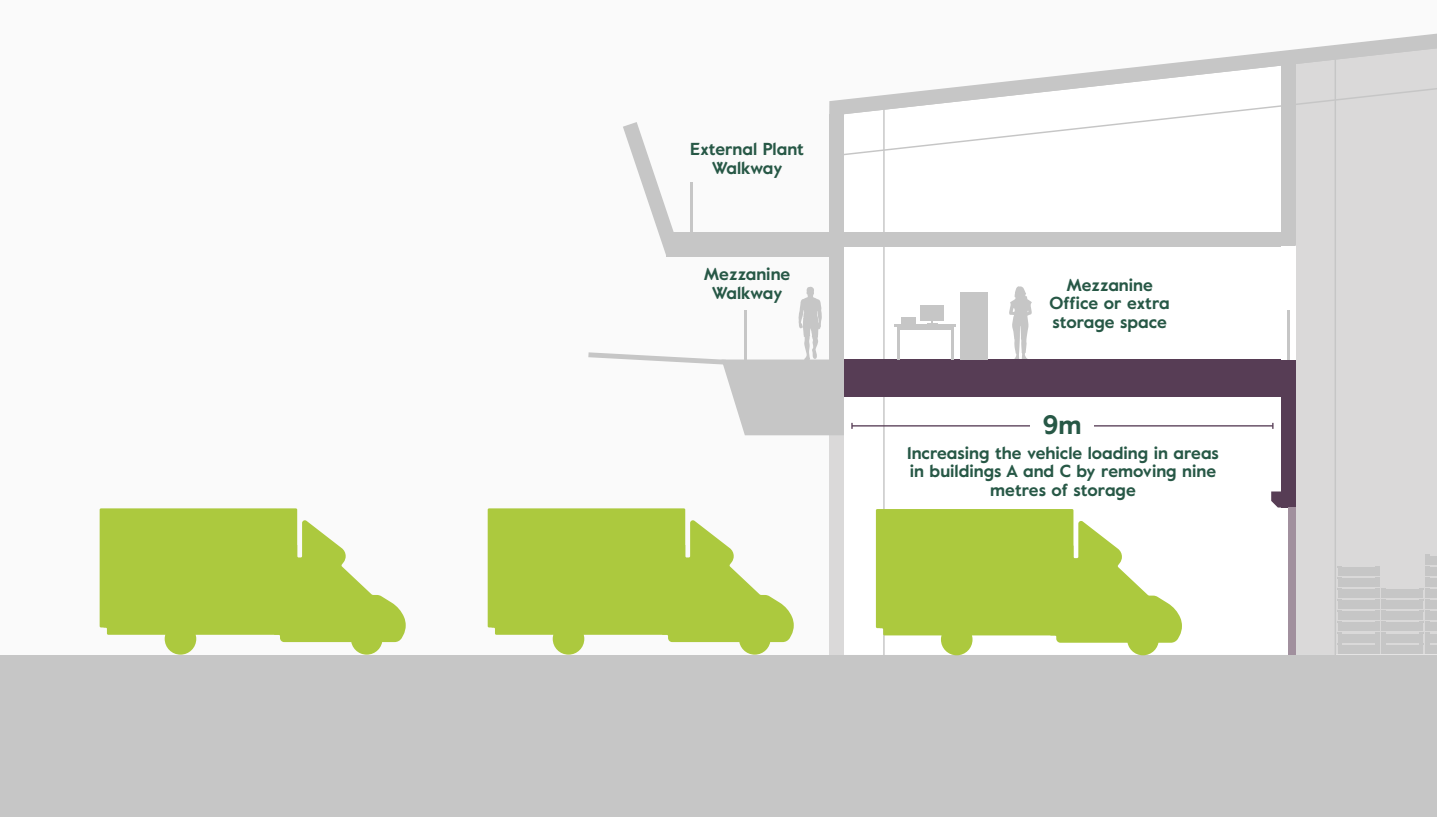 External Plant
Walkway
Mezzanine
Walkway
Mezzanine
Office or extra
storage space
9m
Increasing the vehicle loading in areas
in buildings A and C by removing nine
metres of storage